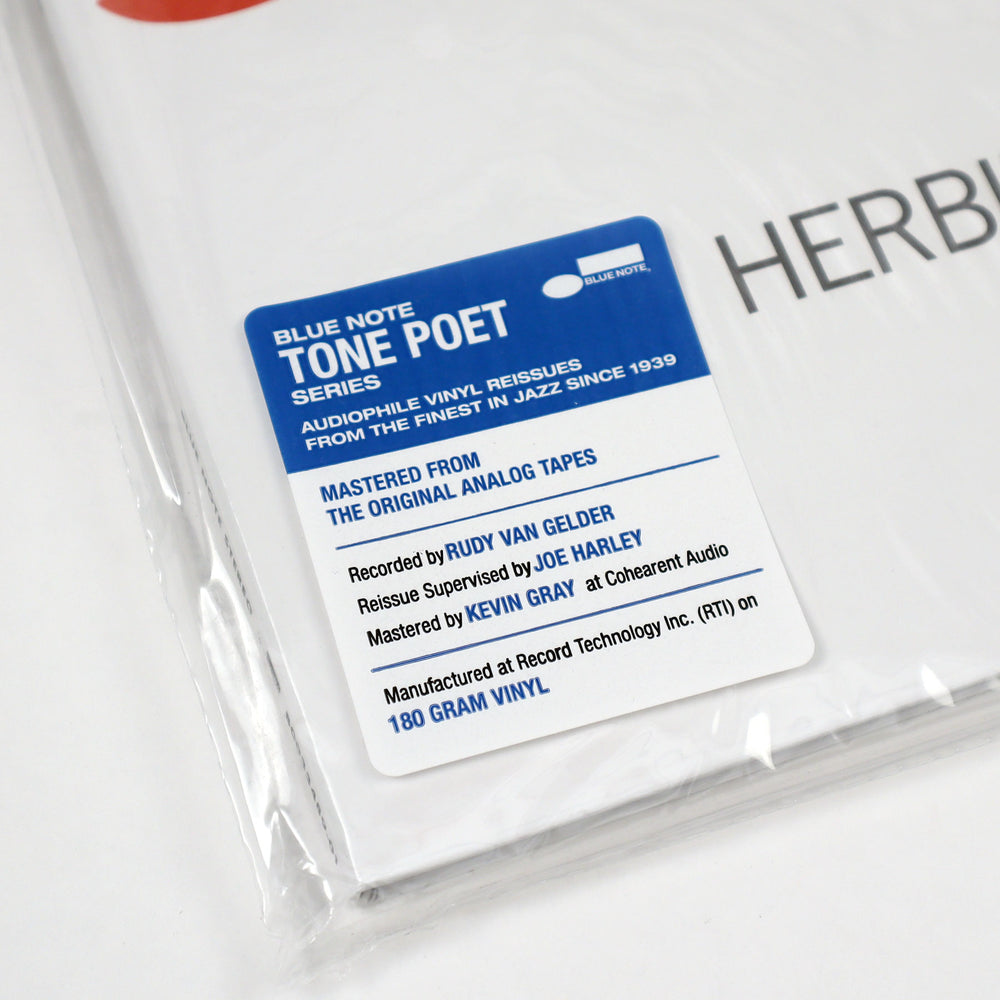 HERBI
BLUE NOTE
BLUE NOTE
TONE POET
SERIES
AUDIOPHILE VINYL REISSUES
FROM THE FINEST IN JAZZ SINCE 1939
MASTERED FROM
THE ORIGINAL ANALOG TAPES
Recorded by RUDY VAN GELDER
Reissue Supervised by JOE HARLEY
Mastered by KEVIN GRAY at Cohearent Audio
Manufactured at Record Technology Inc. (RTI) on
180 GRAM VINYL